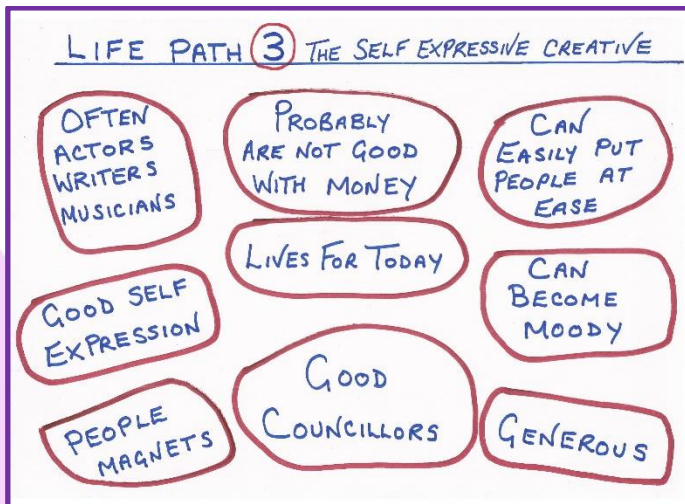 LIFE PATH 3 THE SELF EXPRESSIVE CREATIVE
OFTEN
ACTORS
WRITERS
MUSICIANS
PROBABLY
ARE NOT GOOD
WITH MONEY
CAN
EASILY PUT
PEOPLE AT
EASE
LIVES FOR TODAY
GOOD SELF
EXPRESSION
CAN
BECOME
MOODY
PEOPLE
MAGNETS
GOOD
COUNCILLORS
GENEROUS